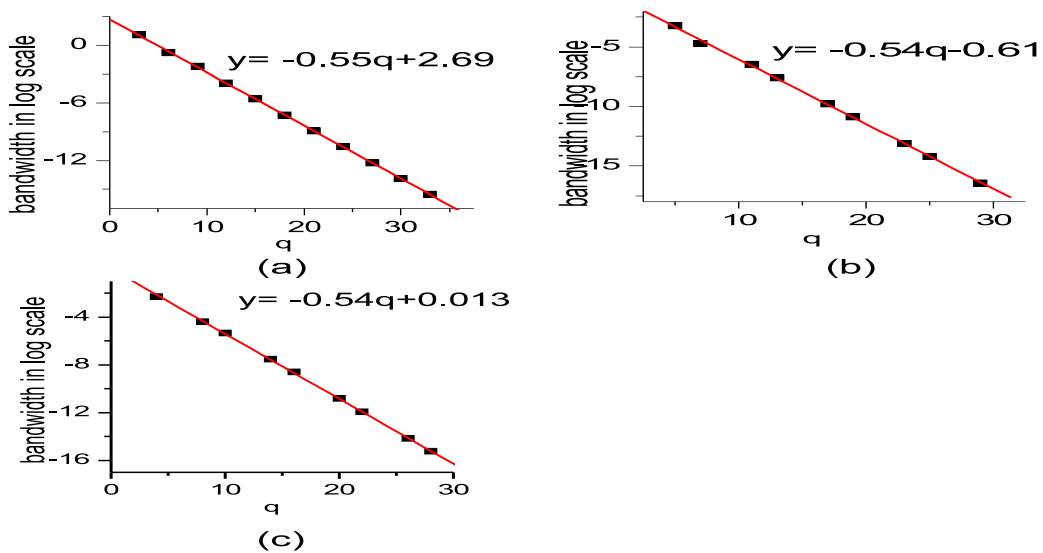 bandwidth in log scale
0
-6
-12
y= -0.55q+2.69
0 10 20 30
q
(a)
bandwidth in log scale
-5
-10
-15
y= -0.54q-0.61
10 20 30
q
(b)
bandwidth in log scale
-4
-8
-12
-16
y= -0.54q+0.013
0 10 20 30
q
(c)